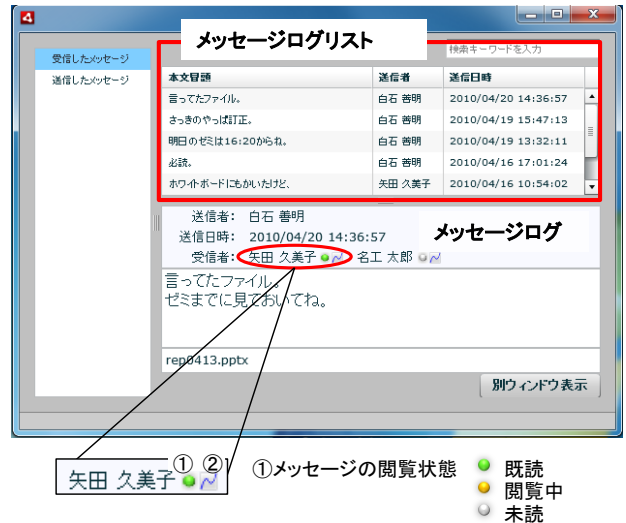 メッセージログリスト
検索キーワードを入力
受信したメッセージ
送信したメッセージ
本文冒頭 送信者 送信日時
言ってたファイル。 白石 善明 2010/04/20 14:36:57
さっきのやっぱ訂正。 白石 善明 2010/04/19 15:47:13
明日のゼミは16:20からね。 白石 善明 2010/04/19 13:32:11
必読。 白石 善明 2010/04/16 17:01:24
ホワイトボードにもかいたけど、 矢田 久美子 2010/04/16 10:54:02
送信者: 白石 善明
送信日時: 2010/04/20 14:36:57
メッセージログ
受信者: 矢田 久美子 名工 太郎
言ってたファイル。
ゼミまでに見ておいてね。
rep0413.pptx
別ウィンドウ表示
① ②
矢田 久美子
①メッセージの閲覧状態
既読
閲覧中
未読